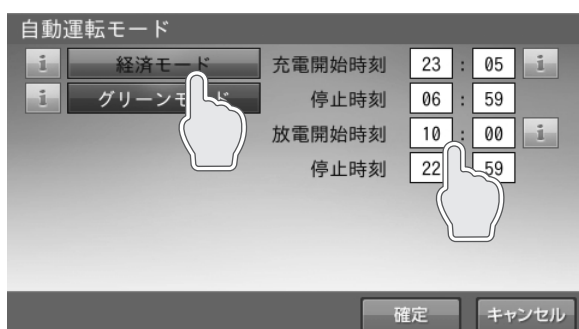 自動運転モード
i 経済モード 充電開始時刻 23 : 05 i
i グリーンモード 停止時刻 06 : 59
放電開始時刻 10 : 00 i
停止時刻 22 : 59
確定 キャンセル